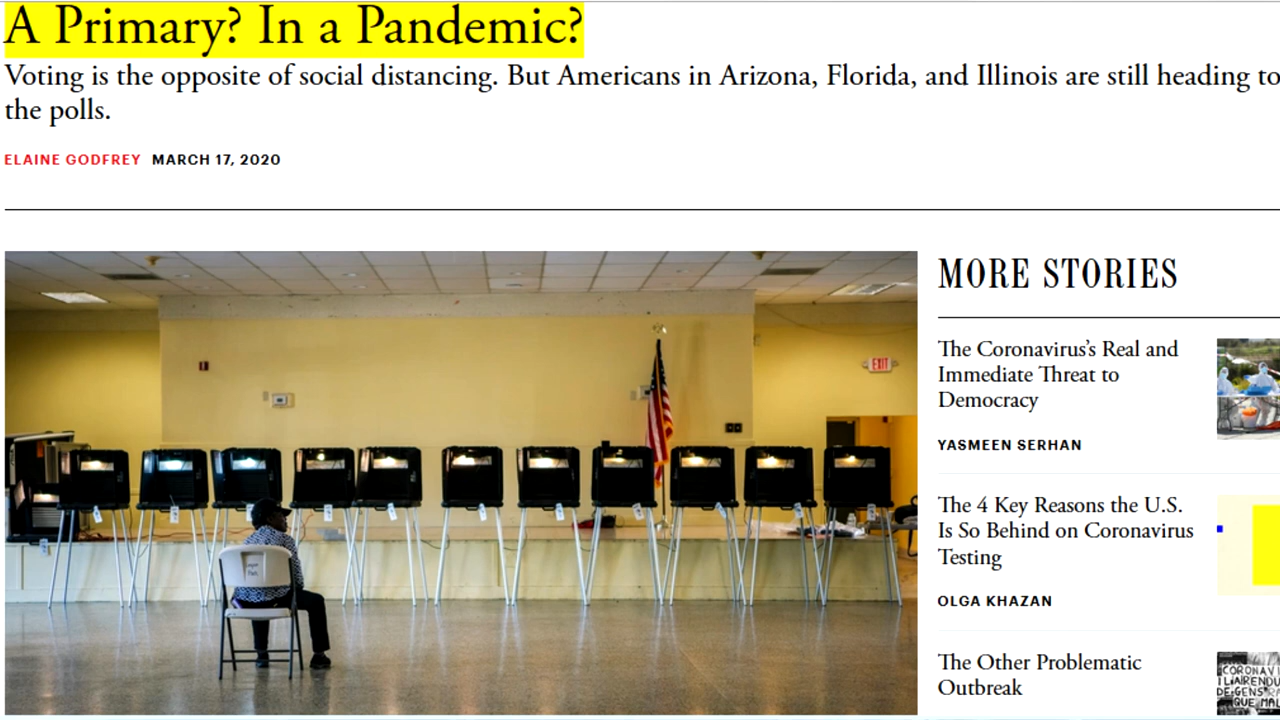 A Primary? In a Pandemic?
Voting is the opposite of social distancing. But Americans in Arizona, Florida, and Illinois are still heading to
the polls.
ELAINE GODFREY MARCH 17, 2020
MORE STORIES
The Coronavirus's Real and
Immediate Threat to
Democracy
YASMEEN SERHAN
The 4 Key Reasons the U.S.
Is So Behind on Coronavirus
Testing
OLGA KHAZAN
The Other Problematic
Outbreak
EXIT
CORONAVI
QUE MAL